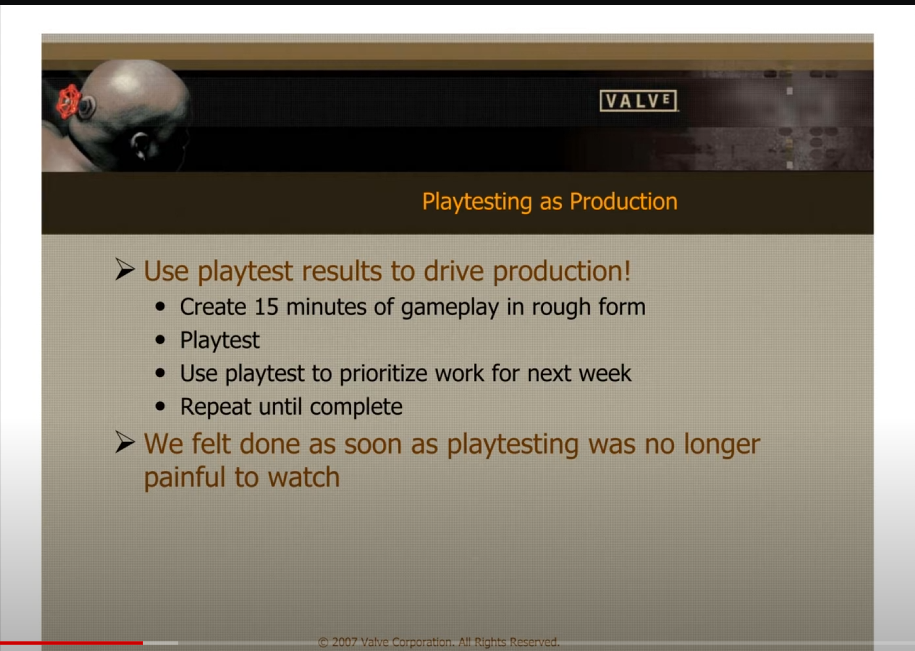 VALVE
Playtesting as Production
Use playtest results to drive production!
Create 15 minutes of gameplay in rough form
Playtest
Use playtest to prioritize work for next week
Repeat until complete
We felt done as soon as playtesting was no longer
painful to watch
© 2007 Valve Corporation. All Rights Reserved.